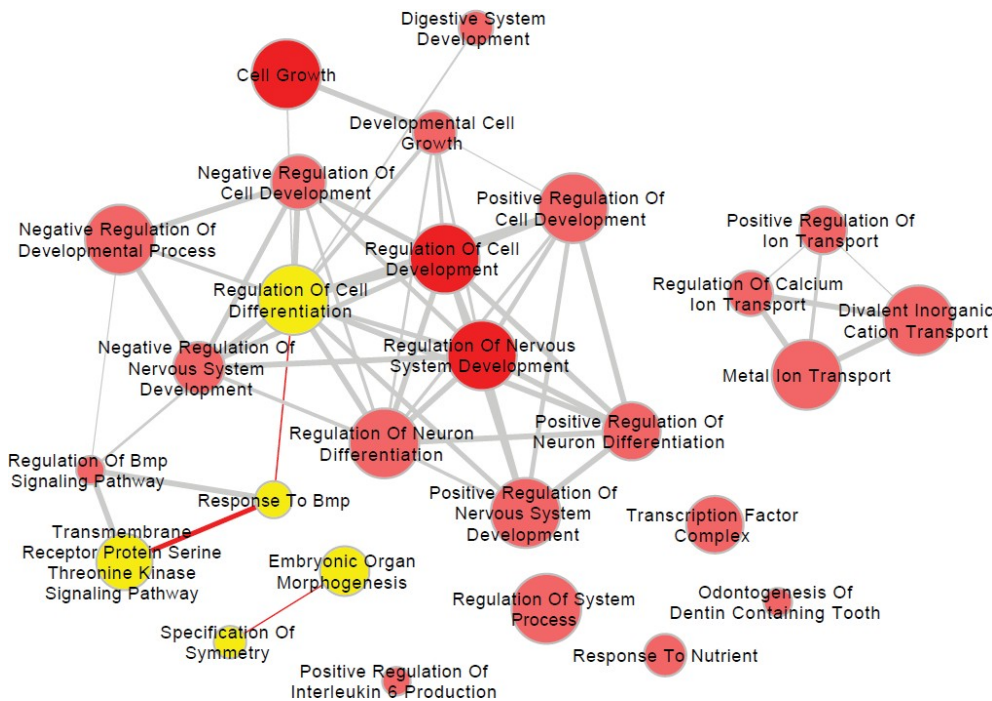 Digestive System
Development
Cell Growth
Developmental Cell
Growth
Negative Regulation Of
Cell Development
Positive Regulation Of
Cell Development
Negative Regulation Of
Developmental Process
Regulation Of Cell
Development
Positive Regulation Of
Ion Transport
Regulation Of Cell
Differentiation
Regulation Of Calcium
Ion Transport
Divalent Inorganic
Cation Transport
Negative Regulation Of
Nervous System
Development
Regulation Of Nervous
System Development
Metal Ion Transport
Regulation Of Neuron
Differentiation
Positive Regulation Of
Neuron Differentiation
Regulation Of Bmp
Signaling Pathway
Response To Bmp
Positive Regulation Of
Nervous System
Development
Transmembrane
Receptor Protein Serine
Threonine Kinase
Signaling Pathway
Transcription Factor
Complex
Embryonic Organ
Morphogenesis
Regulation Of System
Process
Odontogenesis Of
Dentin Containing Tooth
Specification Of
Symmetry
Response To Nutrient
Positive Regulation Of
Interleukin 6 Production